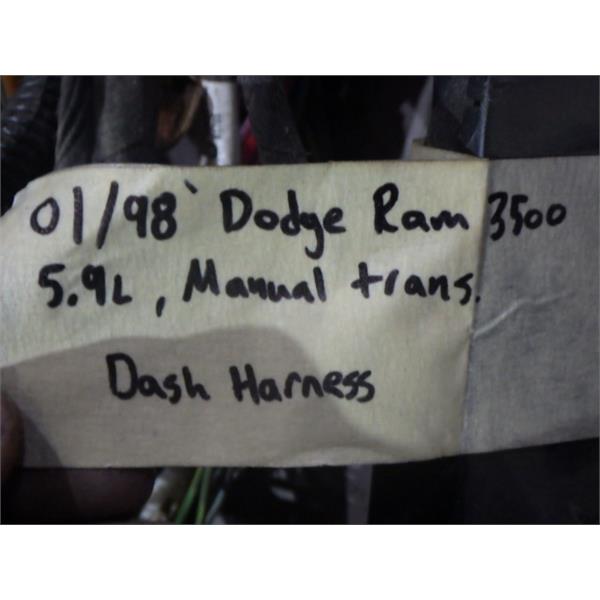 01/98' Dodge Ram 3500
5.9L, Manual trans.
Dash Harness